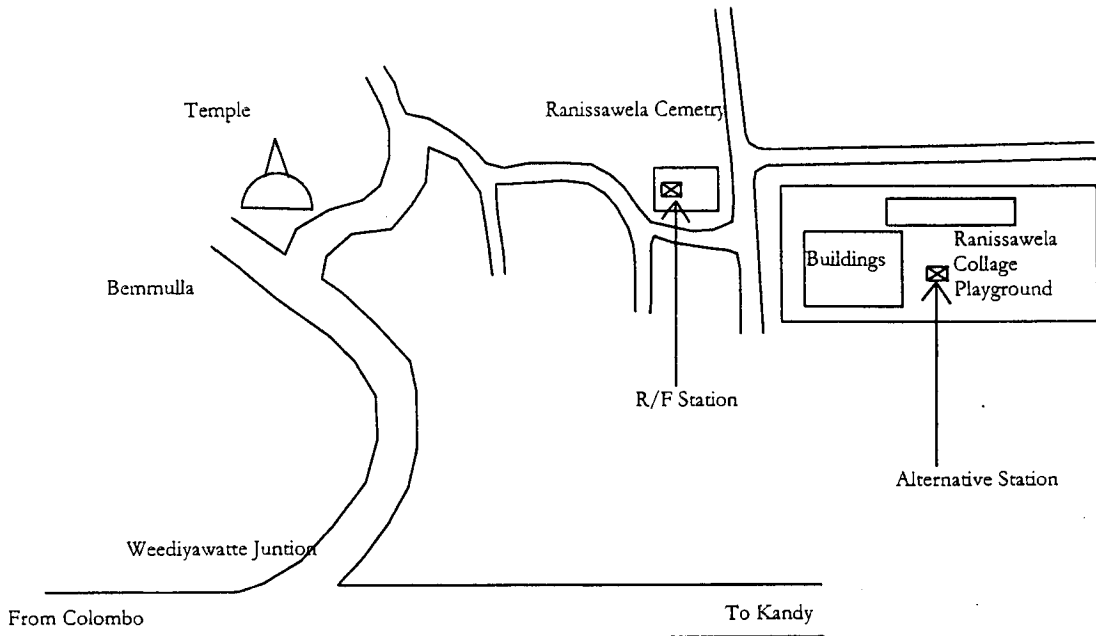 Temple
Ranissawela Cemetry
Buildings
Ranissawela
Collage
Playground
Bemmulla
R/F Station
Alternative Station
Weediyawatte Juntion
From Colombo
To Kandy